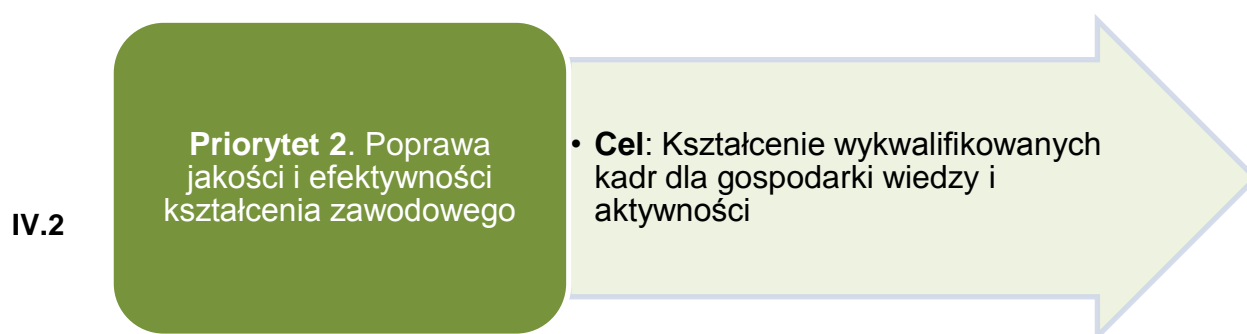 IV.2
Priorytet 2. Poprawa
jakości i efektywności
kształcenia zawodowego
• Cel: Kształcenie wykwalifikowanych
kadr dla gospodarki wiedzy i
aktywności